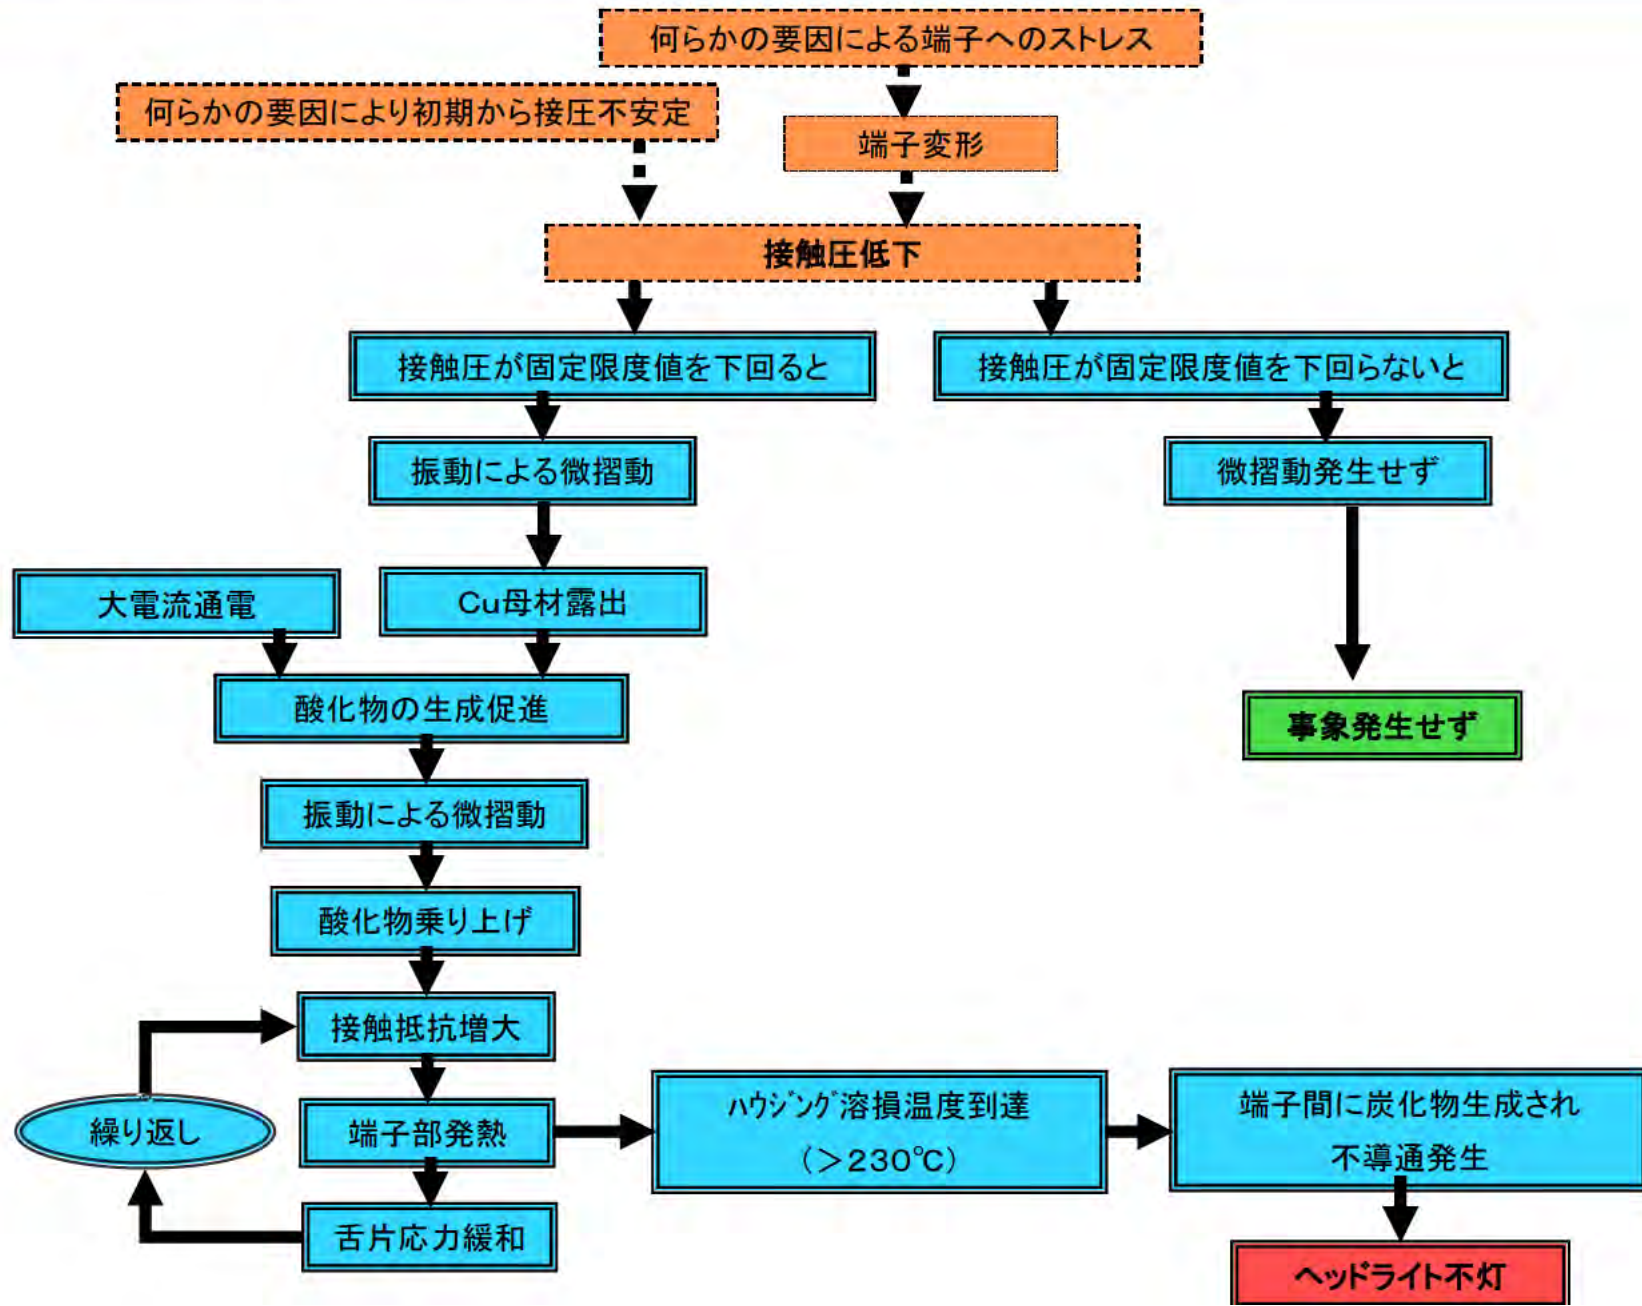 何らかの要因による端子へのストレス
何らかの要因により初期から接圧不安定
端子変形
接触圧低下
接触圧が固定限度値を下回ると
接触圧が固定限度値を下回らないと
振動による微摺動
微摺動発生せず
大電流通電
Cu母材露出
酸化物の生成促進
事象発生せず
振動による微摺動
酸化物乗り上げ
接触抵抗増大
繰り返し
端子部発熱
ﾊｳｼﾞﾝｸﾞ溶損温度到達
(＞230℃)
端子間に炭化物生成され
不導通発生
舌片応力緩和
ヘッドライト不灯